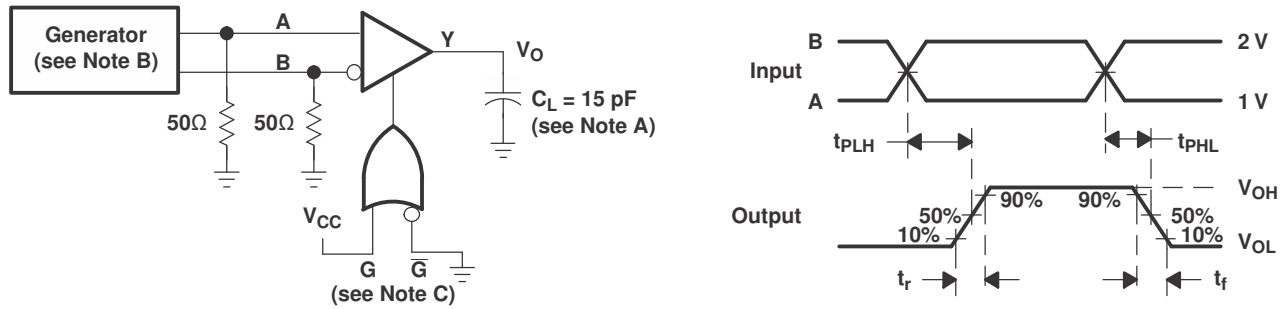 Generator
(see Note B)
A
B
50Ω
50Ω
Y
V_O
C_L = 15 pF
(see Note A)
V_CC
G
G̅
(see Note C)
B
Input
A
2 V
1 V
t_PLH
t_PHL
Output
10%
50%
90%
90%
50%
10%
V_OH
V_OL
t_r
t_f